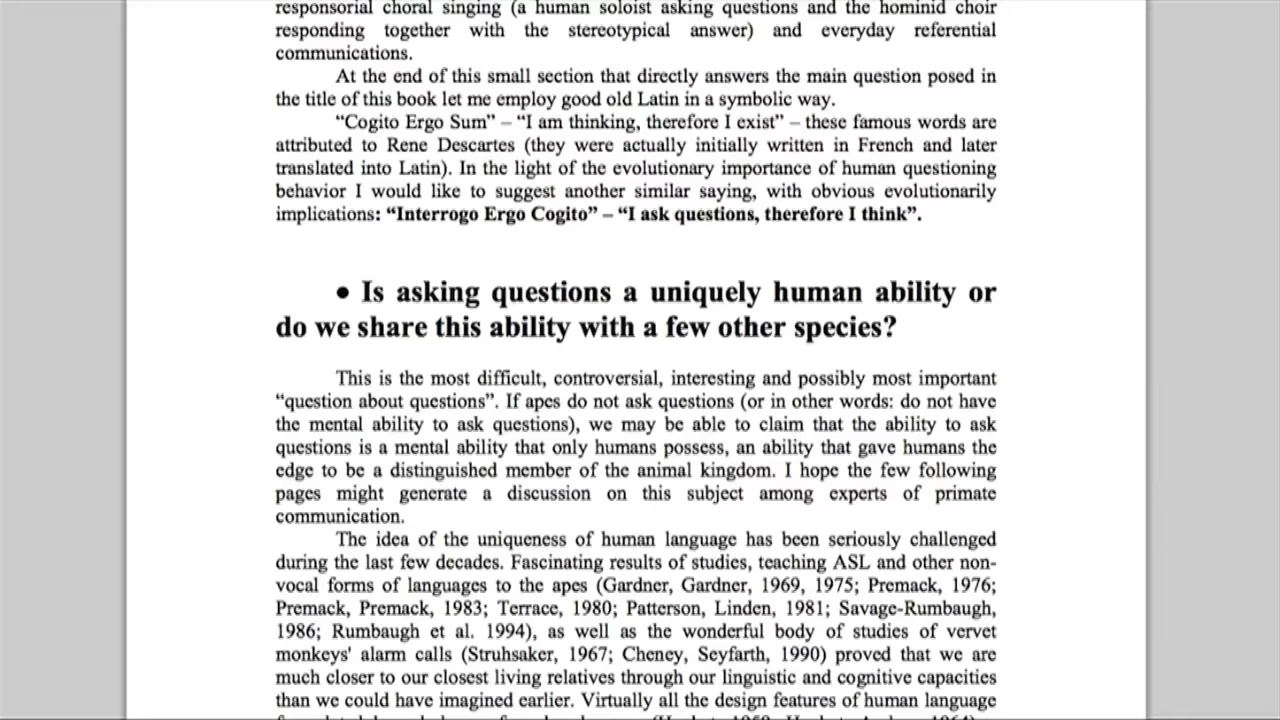 responsorial choral singing (a human soloist asking questions and the hominid choir
responding together with the stereotypical answer) and everyday referential
communications.
At the end of this small section that directly answers the main question posed in
the title of this book let me employ good old Latin in a symbolic way.
“Cogito Ergo Sum” – “I am thinking, therefore I exist” – these famous words are
attributed to Rene Descartes (they were actually initially written in French and later
translated into Latin). In the light of the evolutionary importance of human questioning
behavior I would like to suggest another similar saying, with obvious evolutionarily
implications: “Interrogo Ergo Cogito” – “I ask questions, therefore I think”.
• Is asking questions a uniquely human ability or
do we share this ability with a few other species?
This is the most difficult, controversial, interesting and possibly most important
“question about questions”. If apes do not ask questions (or in other words: do not have
the mental ability to ask questions), we may be able to claim that the ability to ask
questions is a mental ability that only humans possess, an ability that gave humans the
edge to be a distinguished member of the animal kingdom. I hope the few following
pages might generate a discussion on this subject among experts of primate
communication.
The idea of the uniqueness of human language has been seriously challenged
during the last few decades. Fascinating results of studies, teaching ASL and other non-
vocal forms of languages to the apes (Gardner, Gardner, 1969, 1975; Premack, 1976;
Premack, Premack, 1983; Terrace, 1980; Patterson, Linden, 1981; Savage-Rumbaugh,
1986; Rumbaugh et al. 1994), as well as the wonderful body of studies of vervet
monkeys' alarm calls (Struhsaker, 1967; Cheney, Seyfarth, 1990) proved that we are
much closer to our closest living relatives through our linguistic and cognitive capacities
than we could have imagined earlier. Virtually all the design features of human language